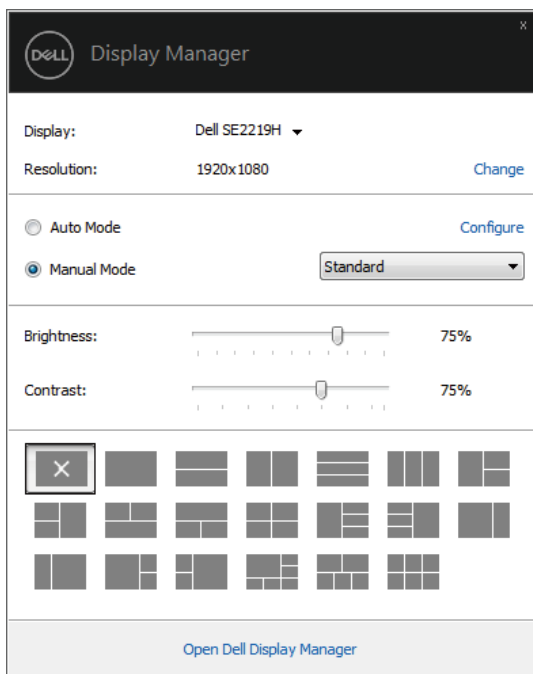 x
DELL Display Manager
Display: Dell SE2219H
Resolution: 1920x1080 Change
Auto Mode Configure
Manual Mode Standard
Brightness: 75%
Contrast: 75%
Open Dell Display Manager